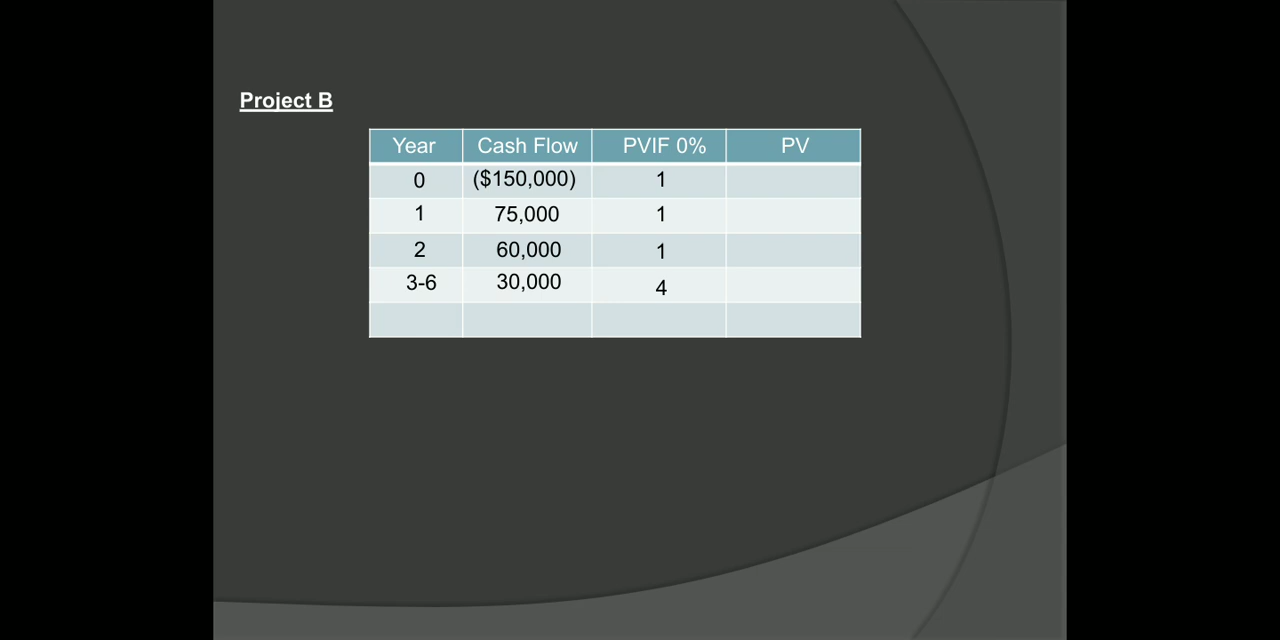 Project B
Year Cash Flow PVIF 0% PV
0 ($150,000) 1
1 75,000 1
2 60,000 1
3-6 30,000 4